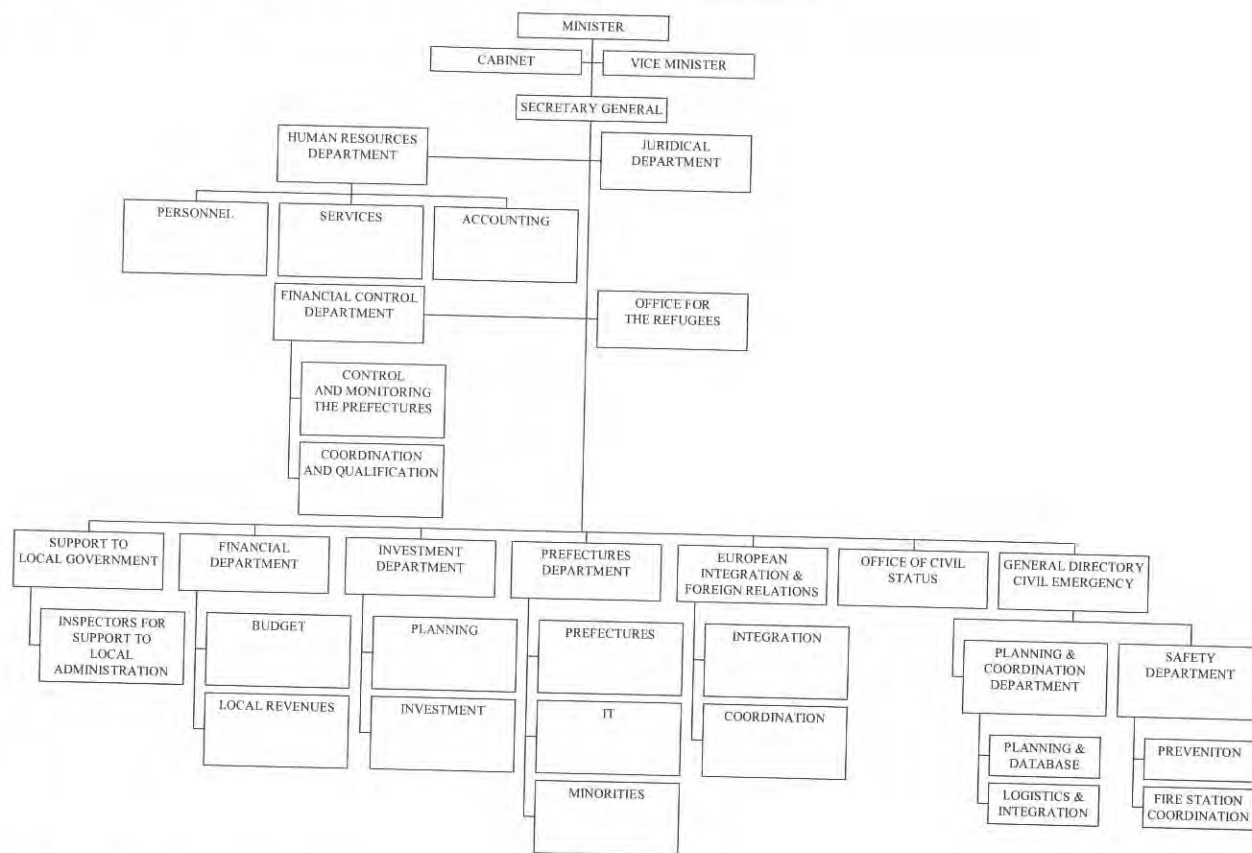 MINISTER
CABINET
VICE MINISTER
SECRETARY GENERAL
HUMAN RESOURCES
DEPARTMENT
JURIDICAL
DEPARTMENT
PERSONNEL
SERVICES
ACCOUNTING
FINANCIAL CONTROL
DEPARTMENT
OFFICE FOR
THE REFUGEES
CONTROL
AND MONITORING
THE PREFECTURES
COORDINATION
AND QUALIFICATION
SUPPORT TO
LOCAL GOVERNMENT
FINANCIAL
DEPARTMENT
INVESTMENT
DEPARTMENT
PREFECTURES
DEPARTMENT
EUROPEAN
INTEGRATION &
FOREIGN RELATIONS
OFFICE OF CIVIL
STATUS
GENERAL DIRECTORY
CIVIL EMERGENCY
INSPECTORS FOR
SUPPORT TO
LOCAL
ADMINISTRATION
BUDGET
LOCAL REVENUES
PLANNING
INVESTMENT
PREFECTURES
IT
MINORITIES
INTEGRATION
COORDINATION
PLANNING &
COORDINATION
DEPARTMENT
PLANNING &
DATABASE
LOGISTICS &
INTEGRATION
SAFETY
DEPARTMENT
PREVENITON
FIRE STATION
COORDINATION